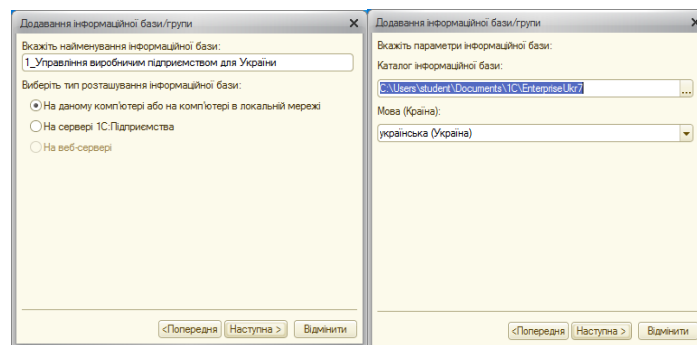 Додавання інформаційної бази/групи
Вкажіть найменування інформаційної бази:
1_Управління виробничим підприємством для України
Виберіть тип розташування інформаційної бази:
На даному комп'ютері або на комп'ютері в локальній мережі
На сервері 1С:Підприємства
На веб-сервері
<Попередня
Наступна >
Відмінити
Додавання інформаційної бази/групи
Вкажіть параметри інформаційної бази:
Каталог інформаційної бази:
C:\Users\student\Documents\1C\EnterpriseUkr7
...
Мова (Країна):
українська (Україна)
<Попередня
Наступна >
Відмінити